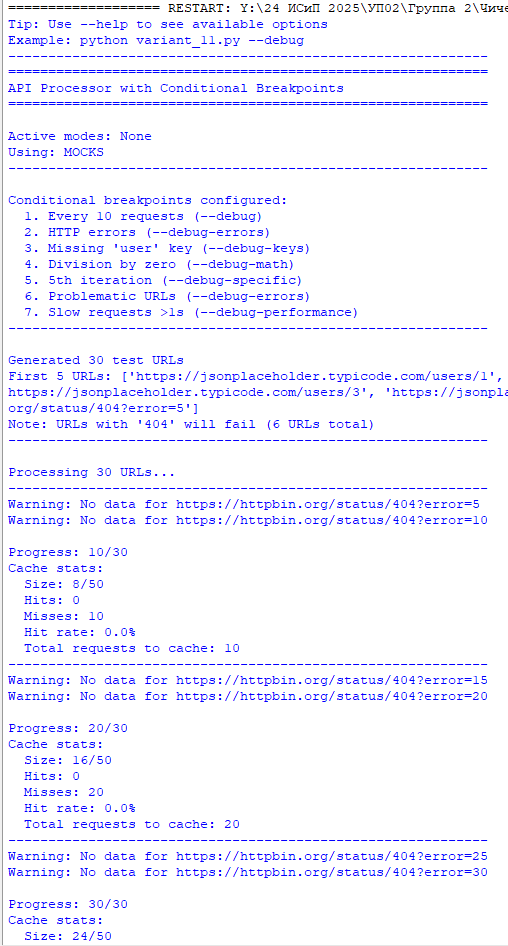 =================== RESTART: Y:\24 ИСиП 2025\УП02\Группа 2\Чиче
Tip: Use --help to see available options
Example: python variant_11.py --debug
------------------------------------------------------------
============================================================
API Processor with Conditional Breakpoints
============================================================
Active modes: None
Using: MOCKS
------------------------------------------------------------
Conditional breakpoints configured:
1. Every 10 requests (--debug)
2. HTTP errors (--debug-errors)
3. Missing 'user' key (--debug-keys)
4. Division by zero (--debug-math)
5. 5th iteration (--debug-specific)
6. Problematic URLs (--debug-errors)
7. Slow requests >1s (--debug-performance)
------------------------------------------------------------
Generated 30 test URLs
First 5 URLs: ['https://jsonplaceholder.typicode.com/users/1',
https://jsonplaceholder.typicode.com/users/3', 'https://jsonpla
org/status/404?error=5']
Note: URLs with '404' will fail (6 URLs total)
------------------------------------------------------------
Processing 30 URLs...
------------------------------------------------------------
Warning: No data for https://httpbin.org/status/404?error=5
Warning: No data for https://httpbin.org/status/404?error=10
Progress: 10/30
Cache stats:
Size: 8/50
Hits: 0
Misses: 10
Hit rate: 0.0%
Total requests to cache: 10
------------------------------------------------------------
Warning: No data for https://httpbin.org/status/404?error=15
Warning: No data for https://httpbin.org/status/404?error=20
Progress: 20/30
Cache stats:
Size: 16/50
Hits: 0
Misses: 20
Hit rate: 0.0%
Total requests to cache: 20
------------------------------------------------------------
Warning: No data for https://httpbin.org/status/404?error=25
Warning: No data for https://httpbin.org/status/404?error=30
Progress: 30/30
Cache stats:
Size: 24/50